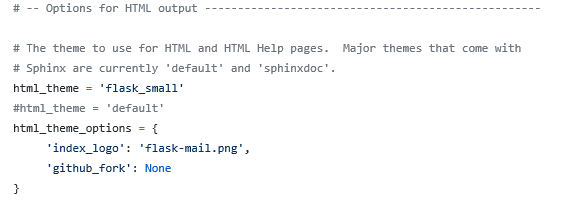 # -- Options for HTML output ---------------------------------------------------
# The theme to use for HTML and HTML Help pages.  Major themes that come with
# Sphinx are currently 'default' and 'sphinxdoc'.
html_theme = 'flask_small'
#html_theme = 'default'
html_theme_options = {
     'index_logo': 'flask-mail.png',
     'github_fork': None
}